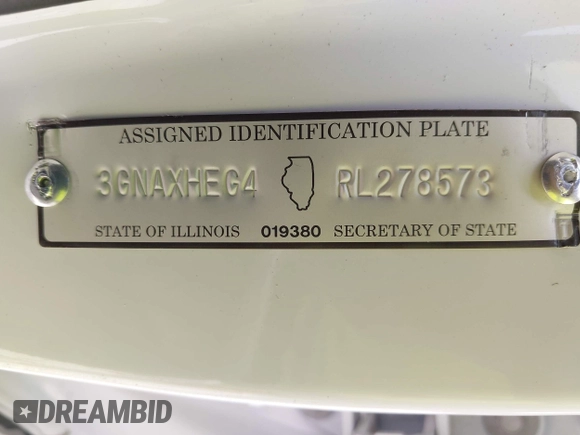 ASSIGNED IDENTIFICATION PLATE
3GNAXHEG4 RL278573
STATE OF ILLINOIS 019380 SECRETARY OF STATE
DREAMBID